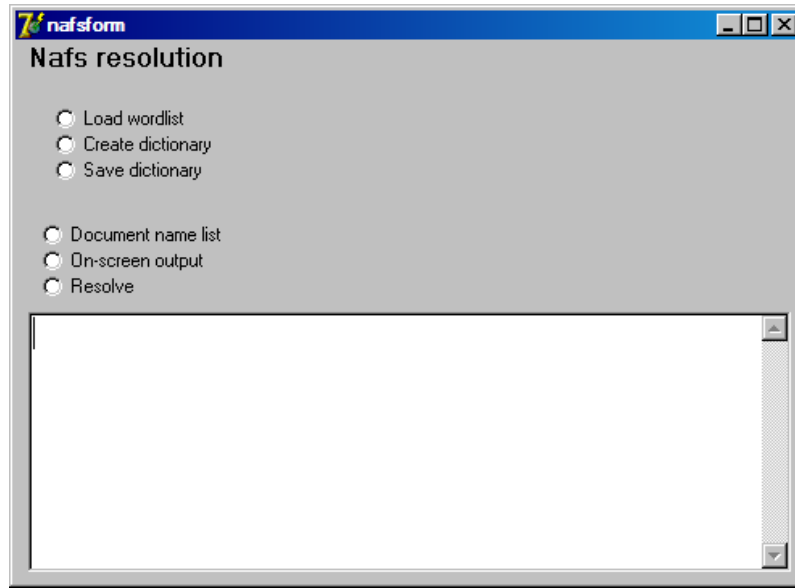 nafsform
Nafs resolution
Load wordlist
Create dictionary
Save dictionary
Document name list
On-screen output
Resolve